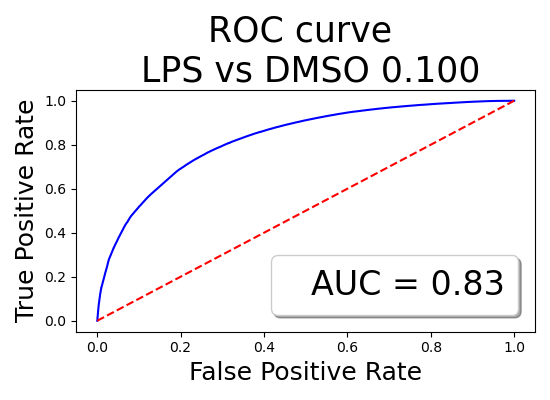 ROC curve
LPS vs DMSO 0.100
True Positive Rate
1.0
0.8
0.6
0.4
0.2
0.0
AUC = 0.83
0.0 0.2 0.4 0.6 0.8 1.0
False Positive Rate